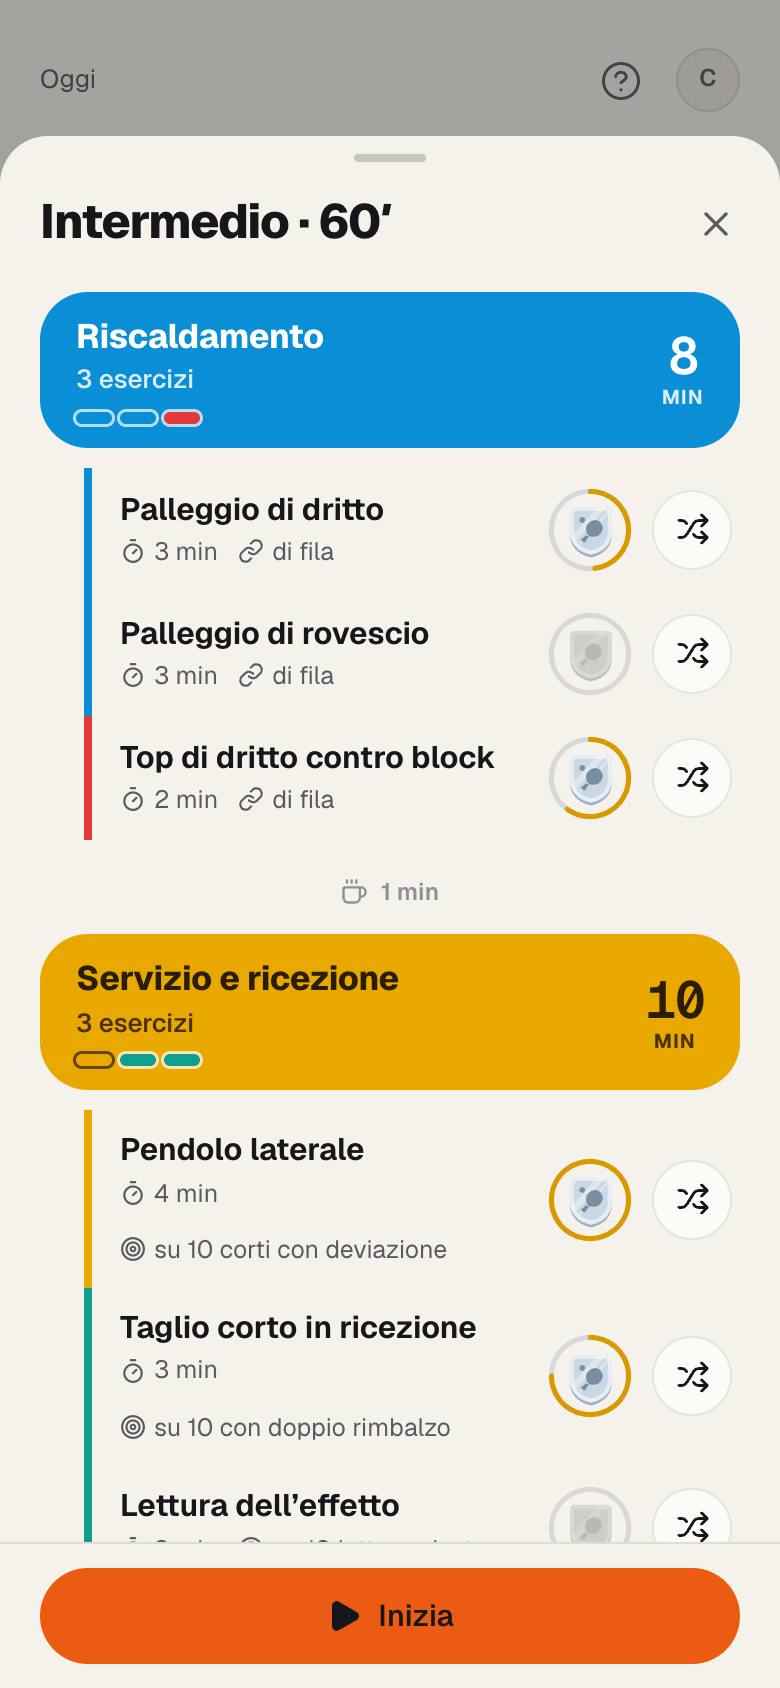 Oggi
C
Intermedio · 60′
Riscaldamento
3 esercizi
8
MIN
Palleggio di dritto
3 min di fila
Palleggio di rovescio
3 min di fila
Top di dritto contro block
2 min di fila
1 min
Servizio e ricezione
3 esercizi
10
MIN
Pendolo laterale
4 min
su 10 corti con deviazione
Taglio corto in ricezione
3 min
su 10 con doppio rimbalzo
Lettura dell’effetto
Inizia